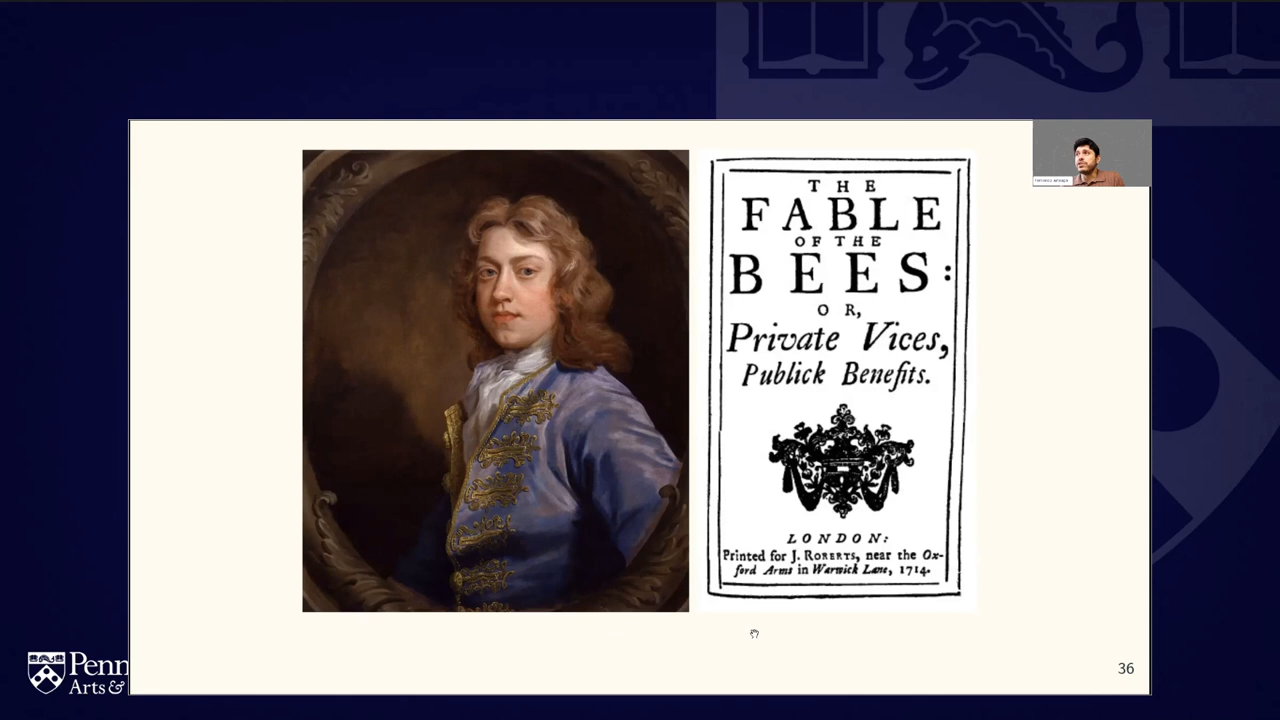 THE
FABLE
OF THE
BEES:
OR,
Private Vices,
Publick Benefits.
LONDON:
Printed for J. ROBERTS, near the Ox-
ford Arms in Warwick Lane, 1714.
36
Penn
Arts &